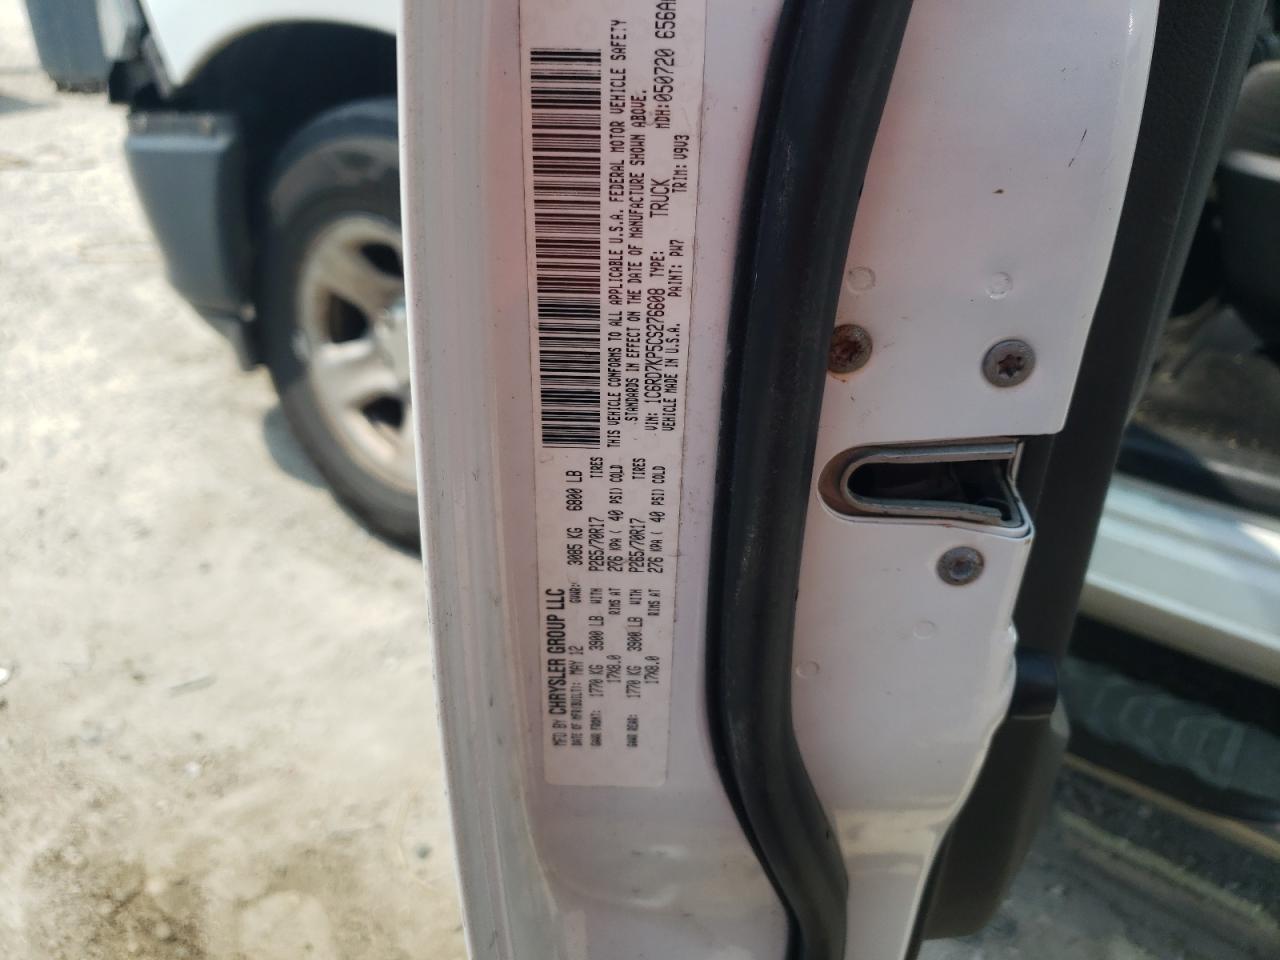 MFD BY CHRYSLER GROUP LLC
DATE OF MFR(BUILT): MAY 12 GVWR: 3085 KG 6800 LB
GAWR FRONT: 1770 KG 3900 LB WITH P265/70R17 TIRES
17X8.0 RIMS AT 276 KPA ( 40 PSI) COLD
GAWR REAR: 1770 KG 3900 LB WITH P265/70R17 TIRES
17X8.0 RIMS AT 276 KPA ( 40 PSI) COLD
THIS VEHICLE CONFORMS TO ALL APPLICABLE U.S.A. FEDERAL MOTOR VEHICLE SAFETY
STANDARDS IN EFFECT ON THE DATE OF MANUFACTURE SHOWN ABOVE.
VIN: 1C6RD7KP5CS276608 TYPE: TRUCK MDH: 050720 656A
VEHICLE MADE IN U.S.A. PAINT: PW7 TRIM: V9V3